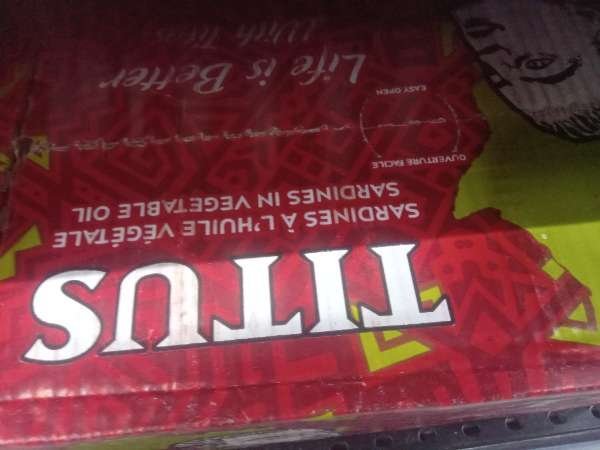 TITUS
SARDINES À L'HUILE VÉGÉTALE
SARDINES IN VEGETABLE OIL
OUVERTURE FACILE
EASY OPEN
Life is Better
With Titus